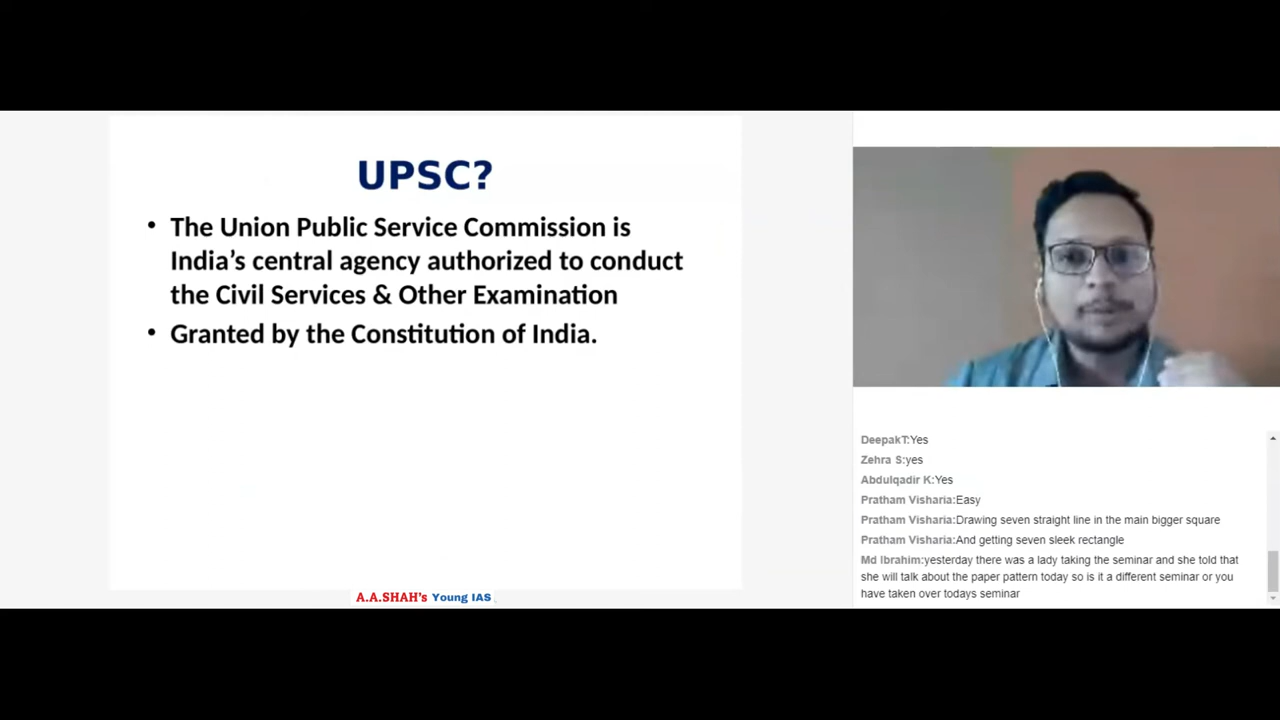 UPSC?
• The Union Public Service Commission is
India’s central agency authorized to conduct
the Civil Services & Other Examination
• Granted by the Constitution of India.
A.A.SHAH's Young IAS
DeepakT:Yes
Zehra S:yes
Abdulqadir K:Yes
Pratham Visharia:Easy
Pratham Visharia:Drawing seven straight line in the main bigger square
Pratham Visharia:And getting seven sleek rectangle
Md Ibrahim:yesterday there was a lady taking the seminar and she told that
she will talk about the paper pattern today so is it a different seminar or you
have taken over todays seminar